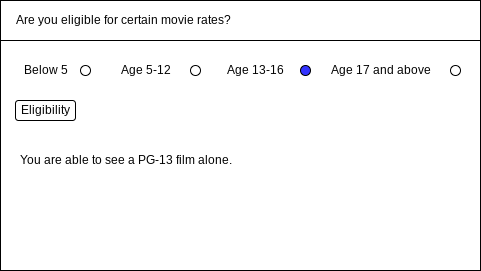 Are you eligible for certain movie rates?
Below 5 Age 5-12 Age 13-16 Age 17 and above
Eligibility
You are able to see a PG-13 film alone.